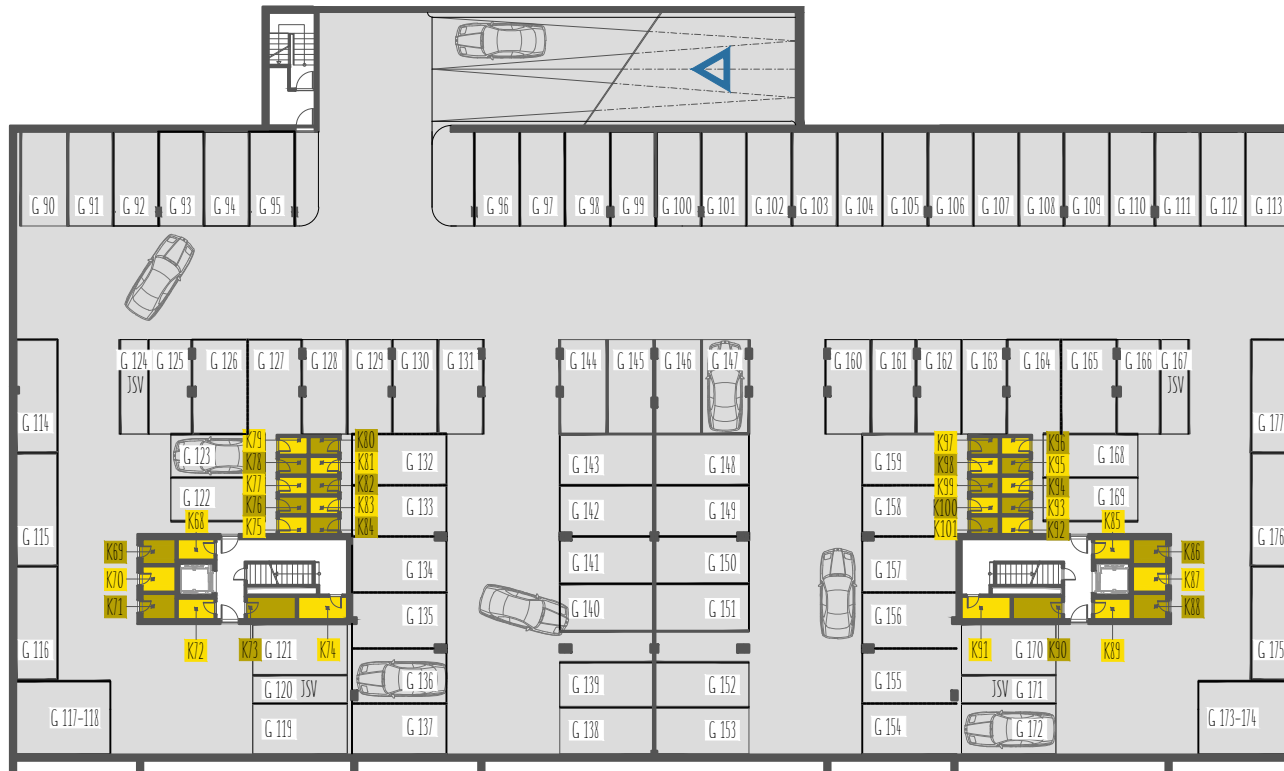 G 90 G 91 G 92 G 93 G 94 G 95 G 96 G 97 G 98 G 99 G 100 G 101 G 102 G 103 G 104 G 105 G 106 G 107 G 108 G 109 G 110 G 111 G 112 G 113
G 124 G 125 G 126 G 127 G 128 G 129 G 130 G 131 G 144 G 145 G 146 G 147 G 160 G 161 G 162 G 163 G 164 G 165 G 166 G 167
JSV JSV
G 114 G 177
K79 K80 K97 K96
G 123 K78 K81 G 132 G 143 G 148 G 159 K98 K95 G 168
K77 K82 K99 K94
G 122 K76 K83 G 133 G 142 G 149 G 158 K100 K93 G 169
K68 K75 K84 K101 K92 K85
G 115 G 176
K69 K86
G 134 G 141 G 150 G 157
K70 K87
K71 G 135 G 140 G 151 G 156 K88
G 116 K72 K73 G 121 K74 K91 G 170 K90 K89 G 175
G 120 JSV G 136 G 139 G 152 G 155 JSV G 171
G 117-118 G 119 G 137 G 138 G 153 G 154 G 172 G 173-174